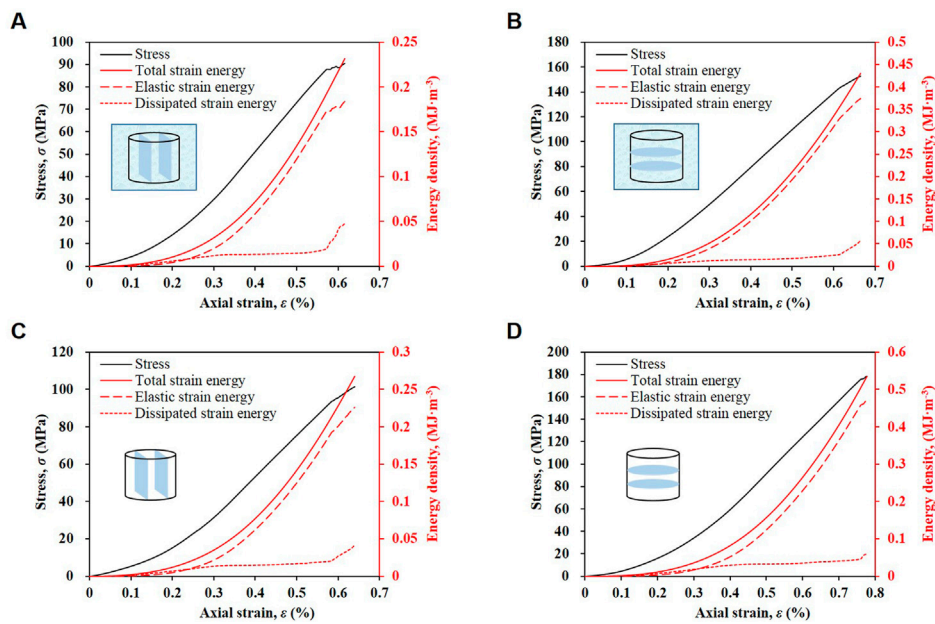 A
Stress, σ (MPa)
100
90
80
70
60
50
40
30
20
10
0
Stress
Total strain energy
Elastic strain energy
Dissipated strain energy
0.25
0.2
0.15
0.1
0.05
0
Energy density, (MJ·m⁻³)
0 0.1 0.2 0.3 0.4 0.5 0.6 0.7
Axial strain, ε (%)
B
Stress, σ (MPa)
180
160
140
120
100
80
60
40
20
0
Stress
Total strain energy
Elastic strain energy
Dissipated strain energy
0.5
0.45
0.4
0.35
0.3
0.25
0.2
0.15
0.1
0.05
0
Energy density, (MJ·m⁻³)
0 0.1 0.2 0.3 0.4 0.5 0.6 0.7
Axial strain, ε (%)
C
Stress, σ (MPa)
120
100
80
60
40
20
0
Stress
Total strain energy
Elastic strain energy
Dissipated strain energy
0.3
0.25
0.2
0.15
0.1
0.05
0
Energy density, (MJ·m⁻³)
0 0.1 0.2 0.3 0.4 0.5 0.6 0.7
Axial strain, ε (%)
D
Stress, σ (MPa)
200
180
160
140
120
100
80
60
40
20
0
Stress
Total strain energy
Elastic strain energy
Dissipated strain energy
0.6
0.5
0.4
0.3
0.2
0.1
0
Energy density, (MJ·m⁻³)
0 0.1 0.2 0.3 0.4 0.5 0.6 0.7 0.8
Axial strain, ε (%)